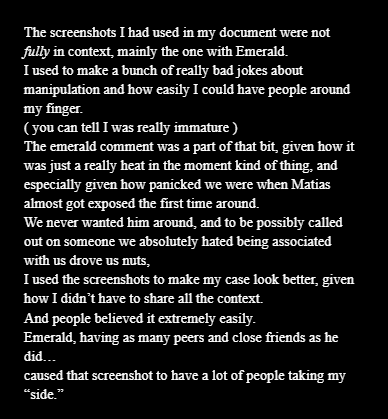 The screenshots I had used in my document were not
fully in context, mainly the one with Emerald.
I used to make a bunch of really bad jokes about
manipulation and how easily I could have people around
my finger.
( you can tell I was really immature )
The emerald comment was a part of that bit, given how it
was just a really heat in the moment kind of thing, and
especially given how panicked we were when Matias
almost got exposed the first time around.
We never wanted him around, and to be possibly called
out on someone we absolutely hated being associated
with us drove us nuts,
I used the screenshots to make my case look better, given
how I didn’t have to share all the context.
And people believed it extremely easily.
Emerald, having as many peers and close friends as he
did…
caused that screenshot to have a lot of people taking my
“side.”